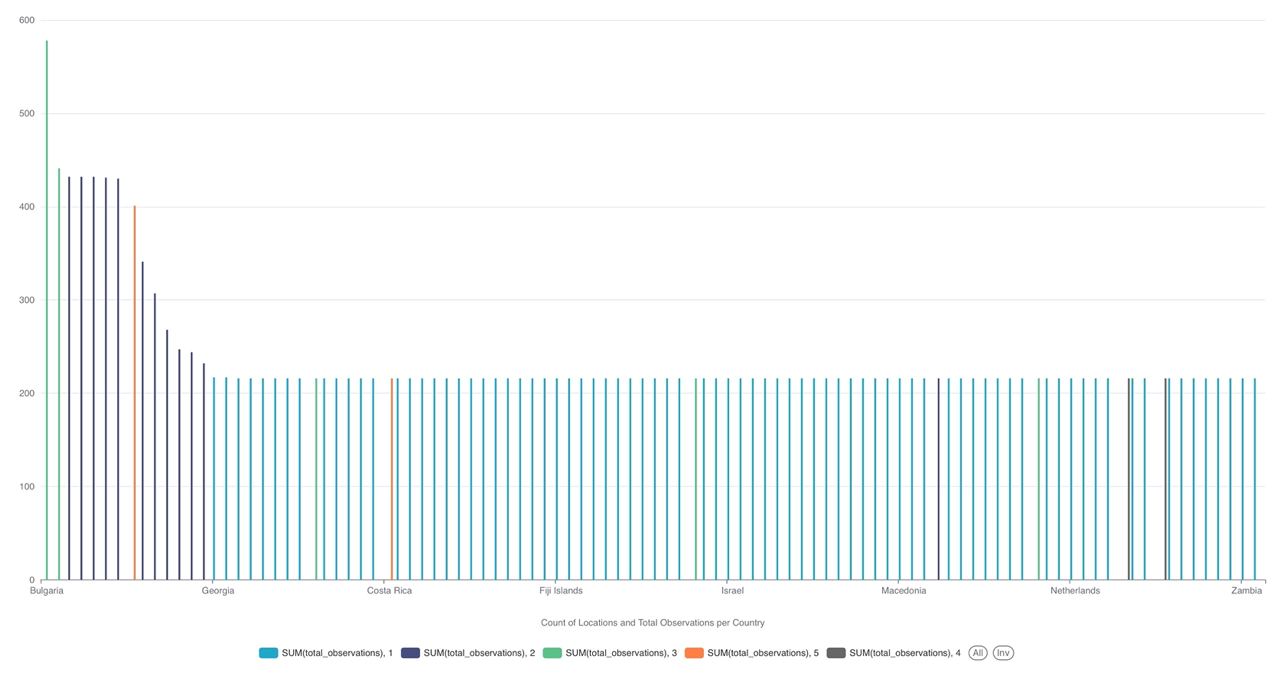 600
500
400
300
200
100
0
Bulgaria Georgia Costa Rica Fiji Islands Israel Macedonia Netherlands Zambia
Count of Locations and Total Observations per Country
SUM(total_observations), 1 SUM(total_observations), 2 SUM(total_observations), 3 SUM(total_observations), 5 SUM(total_observations), 4 All Inv